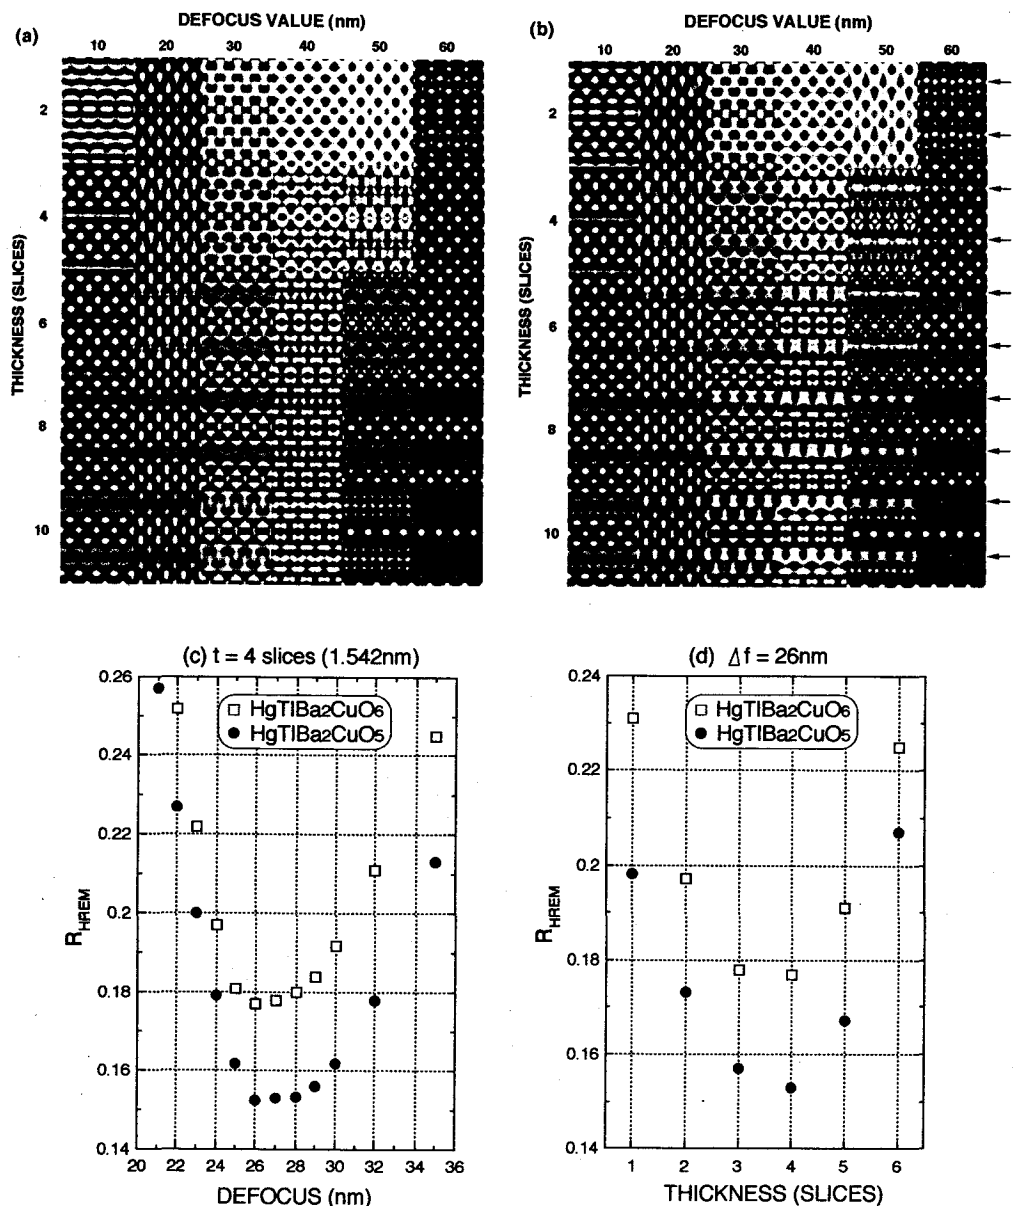 (a)
DEFOCUS VALUE (nm)
10 20 30 40 50 60
THICKNESS (SLICES)
2
4
6
8
10
(b)
DEFOCUS VALUE (nm)
10 20 30 40 50 60
THICKNESS (SLICES)
2
4
6
8
10
(c) t = 4 slices (1.542nm)
HgTlBa2CuO6
HgTlBa2CuO5
R_HREM
0.26
0.24
0.22
0.2
0.18
0.16
0.14
20 22 24 26 28 30 32 34 36
DEFOCUS (nm)
(d) Δf = 26nm
HgTlBa2CuO6
HgTlBa2CuO5
R_HREM
0.24
0.22
0.2
0.18
0.16
0.14
1 2 3 4 5 6
THICKNESS (SLICES)